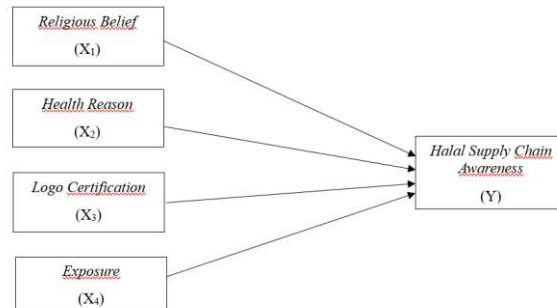 Religious Belief
(X₁)
Health Reason
(X₂)
Logo Certification
(X₃)
Exposure
(X₄)
Halal Supply Chain
Awareness
(Y)